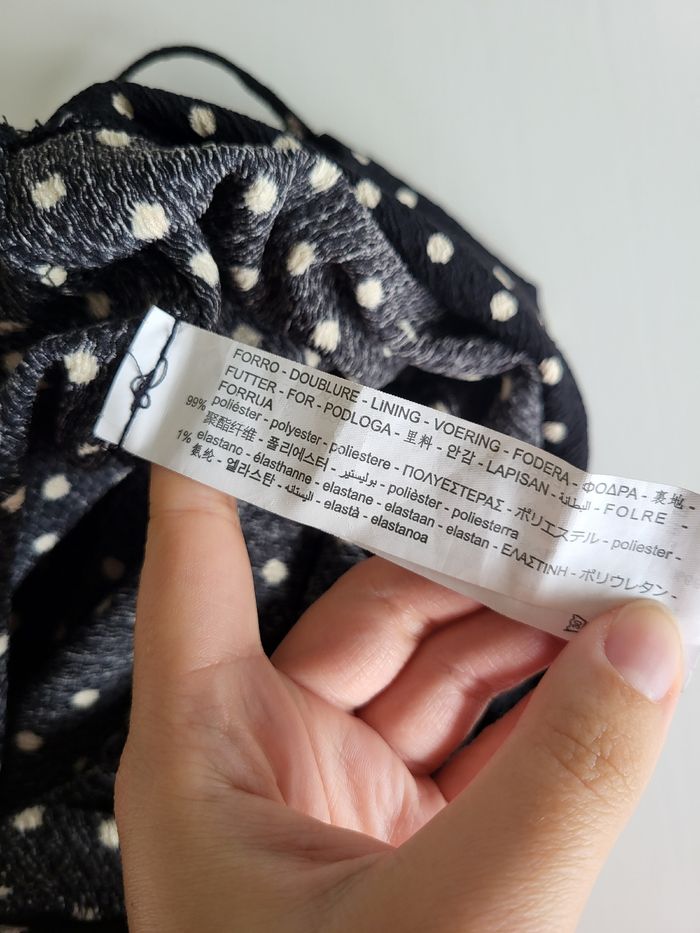 FORRO - DOUBLURE - LINING - VOERING - FODERA - ΦΟΔΡΑ - 裏地 -
FUTTER - FOR - PODLOGA - 里料 - 안감 - LAPISAN - البطانة - FOLRE -
FORRUA
99% poliéster - polyester - poliestere - ΠΟΛΥΕΣΤΕΡΑΣ - ポリエステル - poliester -
聚酯纤维 - 폴리에스터 - بوليستير - polièster - poliesterra
1% elastano - élasthanne - elastane - elastaan - elastan - ΕΛΑΣΤΙΝΗ - ポリウレタン -
氨纶 - 엘라스탄 - اليستانه - elastà - elastanoa